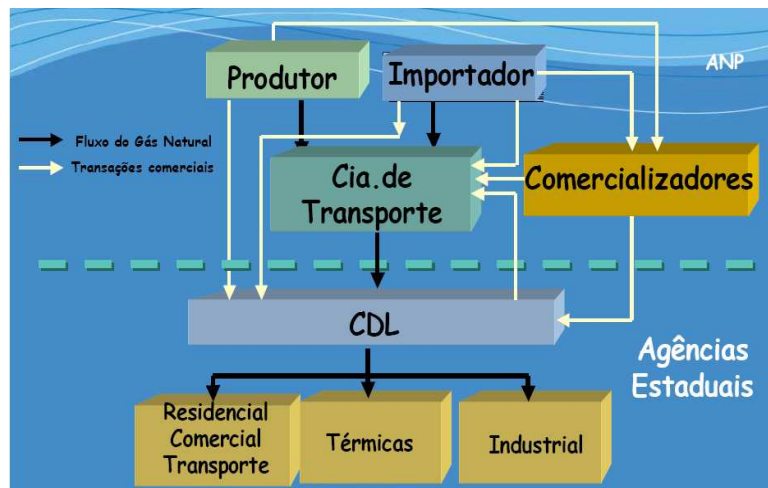 Produtor
Importador
ANP
Fluxo do Gás Natural
Transações comerciais
Cia.de
Transporte
Comercializadores
CDL
Agências
Estaduais
Residencial
Comercial
Transporte
Térmicas
Industrial